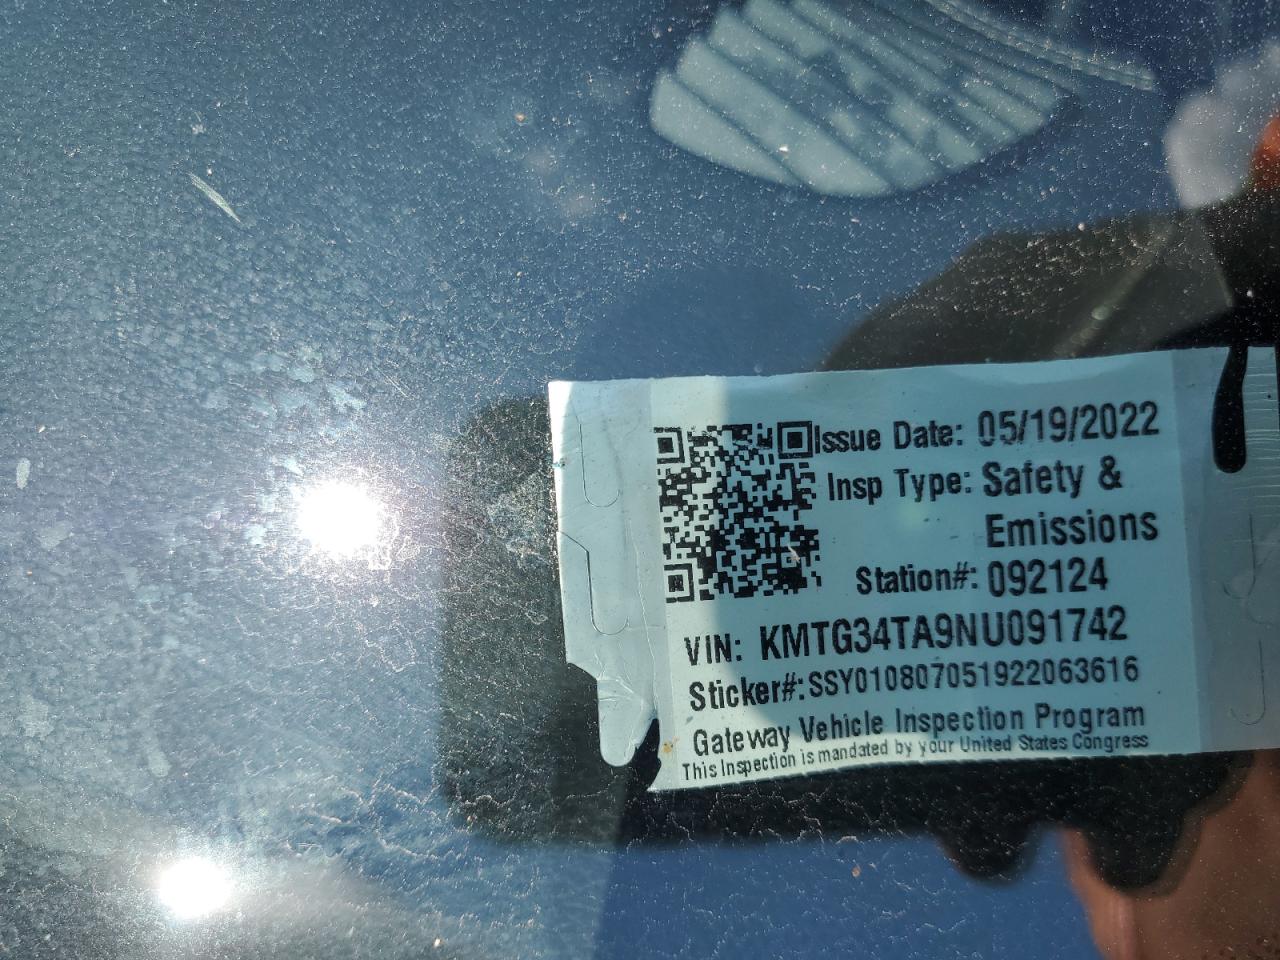 Issue Date: 05/19/2022
Insp Type: Safety &
Emissions
Station#: 092124
VIN: KMTG34TA9NU091742
Sticker#:SSY010807051922063616
Gateway Vehicle Inspection Program
This Inspection is mandated by your United States Congress